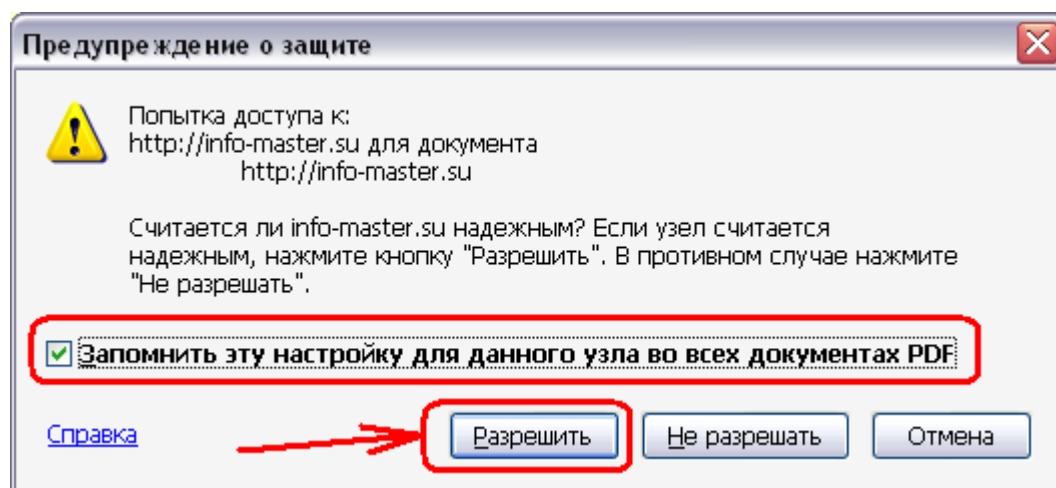 Предупреждение о защите
Попытка доступа к:
http://info-master.su для документа
http://info-master.su
Считается ли info-master.su надежным? Если узел считается
надежным, нажмите кнопку "Разрешить". В противном случае нажмите
"Не разрешать".
Запомнить эту настройку для данного узла во всех документах PDF
Справка Разрешить Не разрешать Отмена